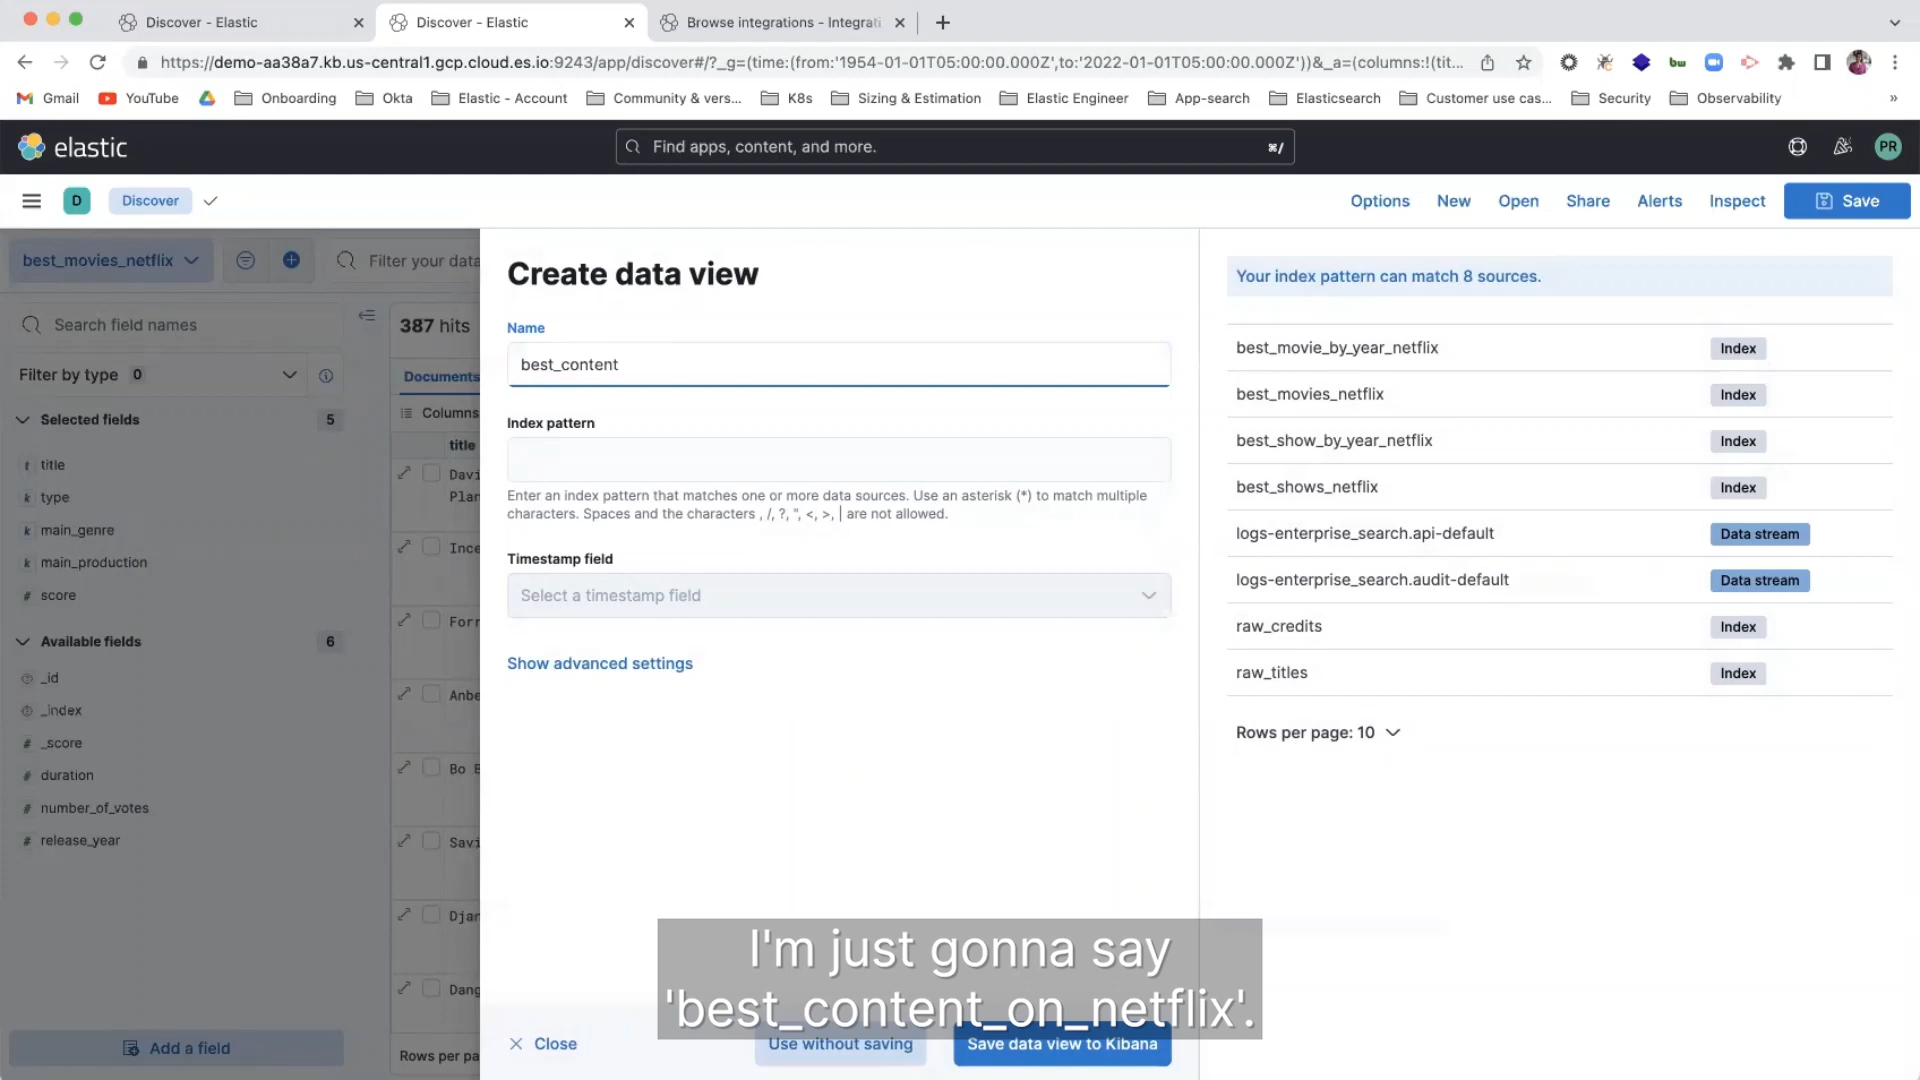 Discover - Elastic
Discover - Elastic
Browse integrations - Integrati
https://demo-aa38a7.kb.us-central1.gcp.cloud.es.io:9243/app/discover#/?_g=(time:(from:'1954-01-01T05:00:00.000Z',to:'2022-01-01T05:00:00.000Z'))&_a=(columns:!(tit...
bw
Gmail
YouTube
Onboarding
Okta
Elastic - Account
Community & vers...
K8s
Sizing & Estimation
Elastic Engineer
App-search
Elasticsearch
Customer use cas...
Security
Observability
»
elastic
Find apps, content, and more.
⌘/
PR
D
Discover
Options
New
Open
Share
Alerts
Inspect
Save
best_movies_netflix
Filter your data
Search field names
Filter by type 0
Selected fields 5
t title
k type
k main_genre
k main_production
# score
Available fields 6
_id
_index
# _score
# duration
# number_of_votes
# release_year
Add a field
387 hits
Documents
Columns
title
Davi
Plan
Ince
Forr
Anbe
Bo B
Savi
Djan
Dang
Rows per pa
Create data view
Name
best_content
Index pattern
Enter an index pattern that matches one or more data sources. Use an asterisk (*) to match multiple
characters. Spaces and the characters , /, ?, ", <, >, | are not allowed.
Timestamp field
Select a timestamp field
Show advanced settings
Close
Use without saving
Save data view to Kibana
Your index pattern can match 8 sources.
best_movie_by_year_netflix Index
best_movies_netflix Index
best_show_by_year_netflix Index
best_shows_netflix Index
logs-enterprise_search.api-default Data stream
logs-enterprise_search.audit-default Data stream
raw_credits Index
raw_titles Index
Rows per page: 10
I'm just gonna say
'best_content_on_netflix'.